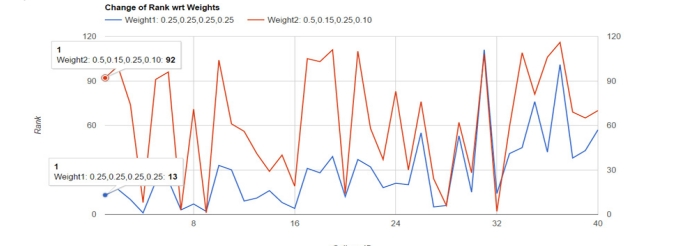 Change of Rank wrt Weights
Weight1: 0.25,0.25,0.25,0.25
Weight2: 0.5,0.15,0.25,0.10
120
120
1
Weight2: 0.5,0.15,0.25,0.10: 92
90
90
Rank
60
60
1
Weight1: 0.25,0.25,0.25,0.25: 13
30
0
0
8
16
24
32
40